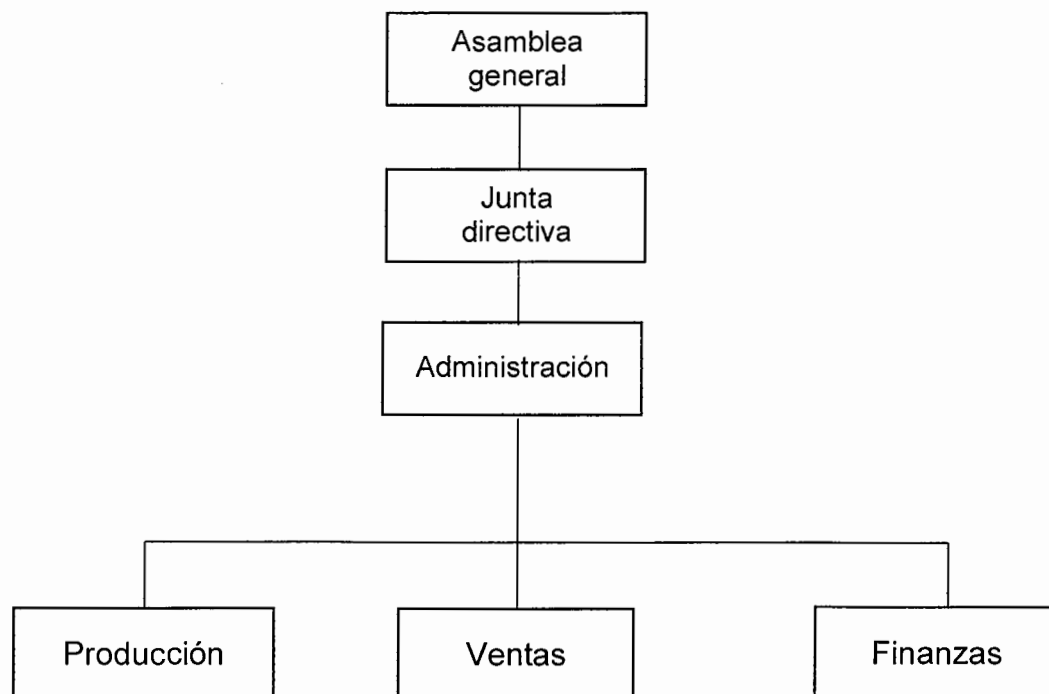 Asamblea
general
Junta
directiva
Administración
Producción
Ventas
Finanzas